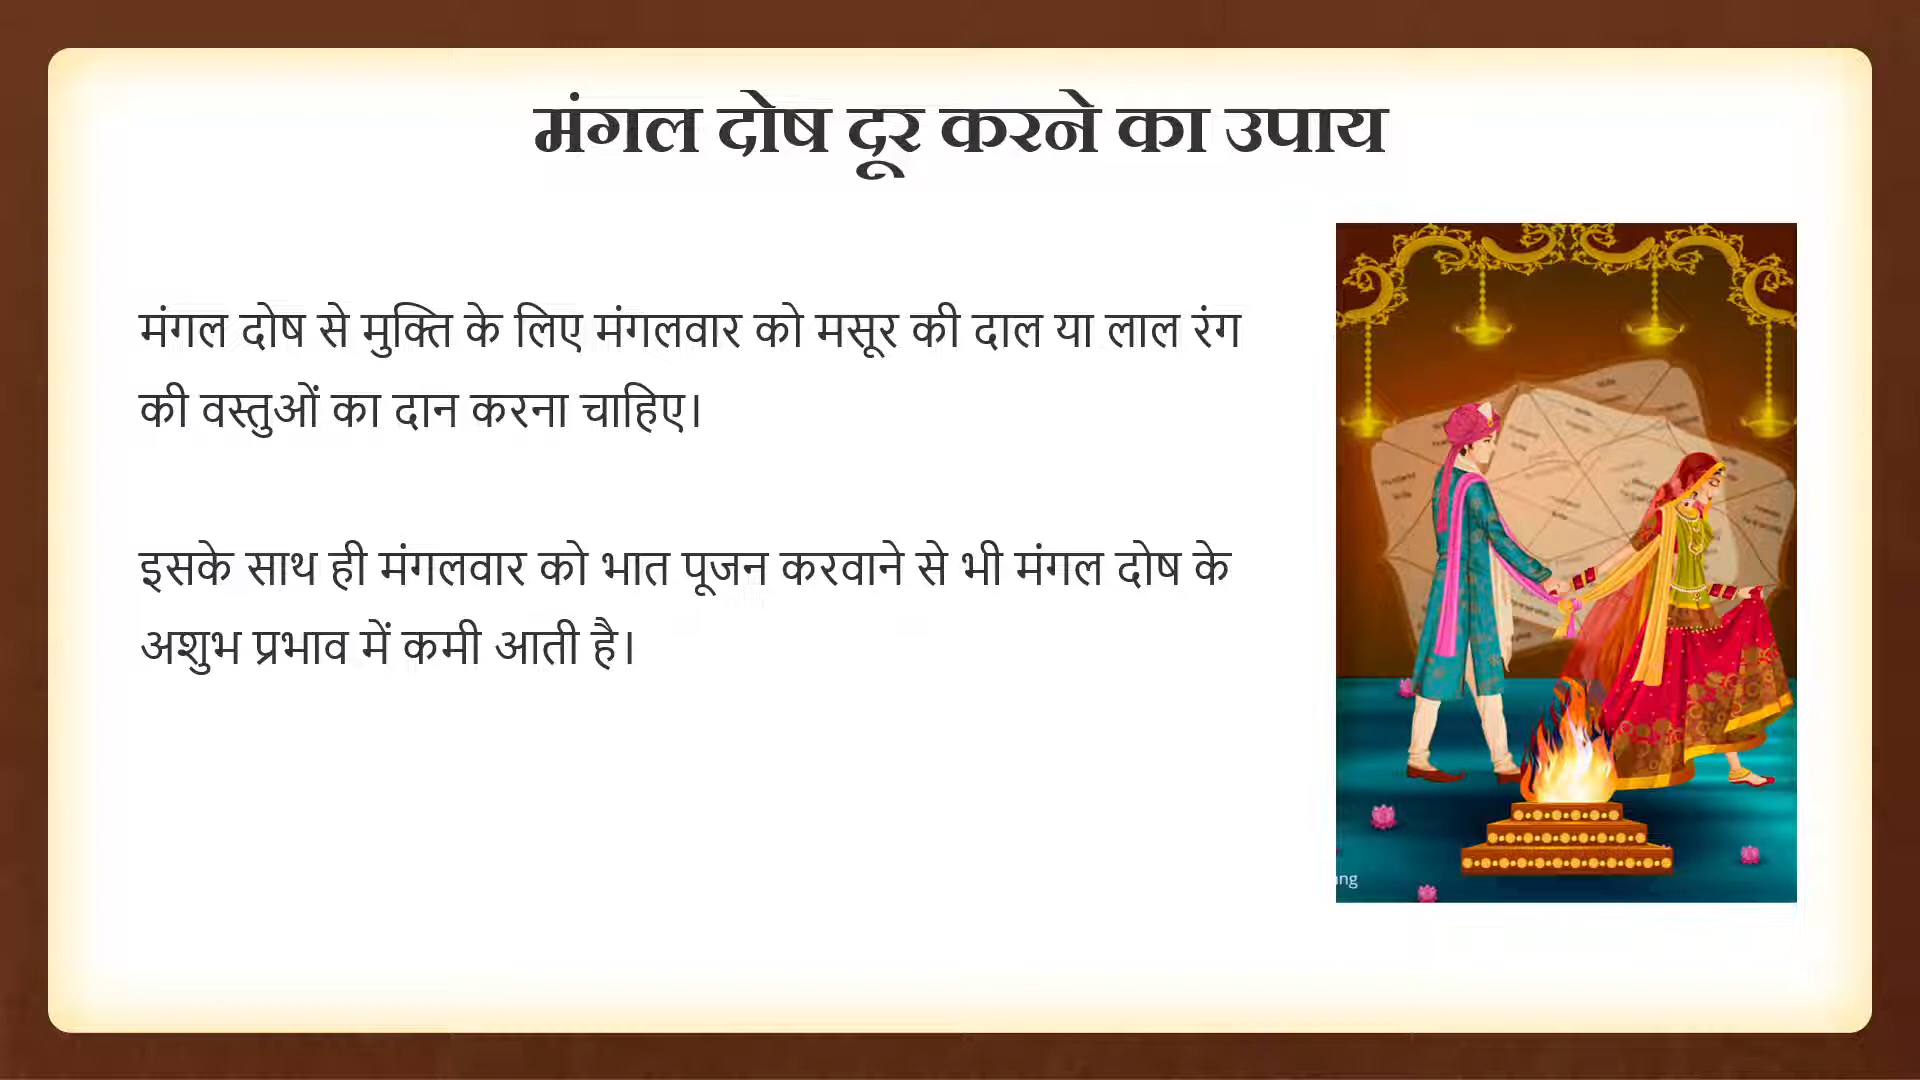 मंगल दोष दूर करने का उपाय
मंगल दोष से मुक्ति के लिए मंगलवार को मसूर की दाल या लाल रंग
की वस्तुओं का दान करना चाहिए।
इसके साथ ही मंगलवार को भात पूजन करवाने से भी मंगल दोष के
अशुभ प्रभाव में कमी आती है।